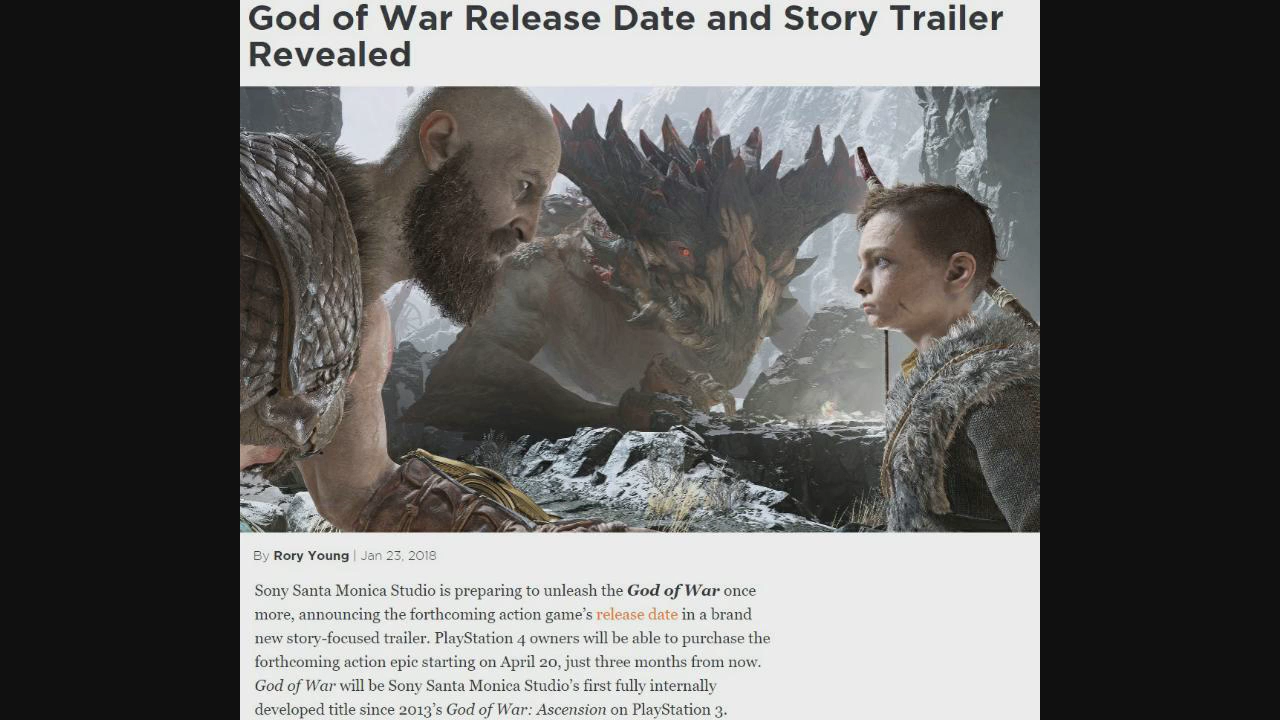 God of War Release Date and Story Trailer
Revealed
By Rory Young | Jan 23, 2018
Sony Santa Monica Studio is preparing to unleash the God of War once
more, announcing the forthcoming action game’s release date in a brand
new story-focused trailer. PlayStation 4 owners will be able to purchase the
forthcoming action epic starting on April 20, just three months from now.
God of War will be Sony Santa Monica Studio’s first fully internally
developed title since 2013’s God of War: Ascension on PlayStation 3.